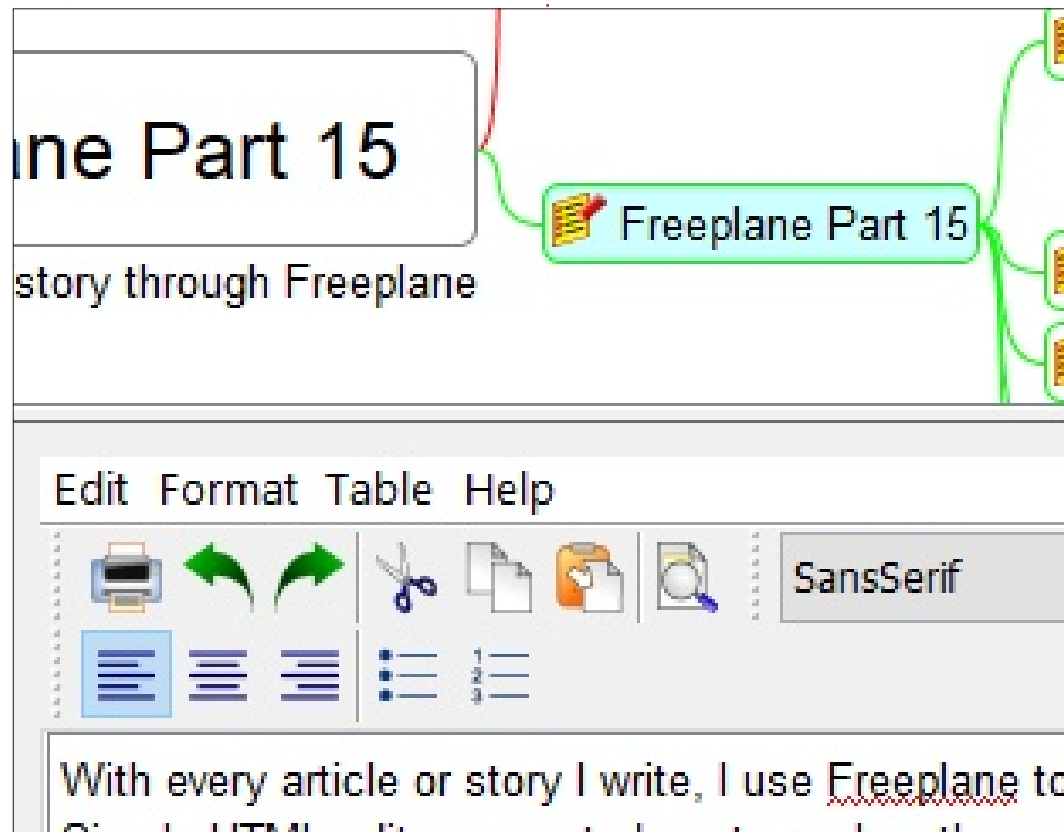 ane Part 15
Freeplane Part 15
story through Freeplane
Edit Format Table Help
SansSerif
With every article or story I write, I use Freeplane to